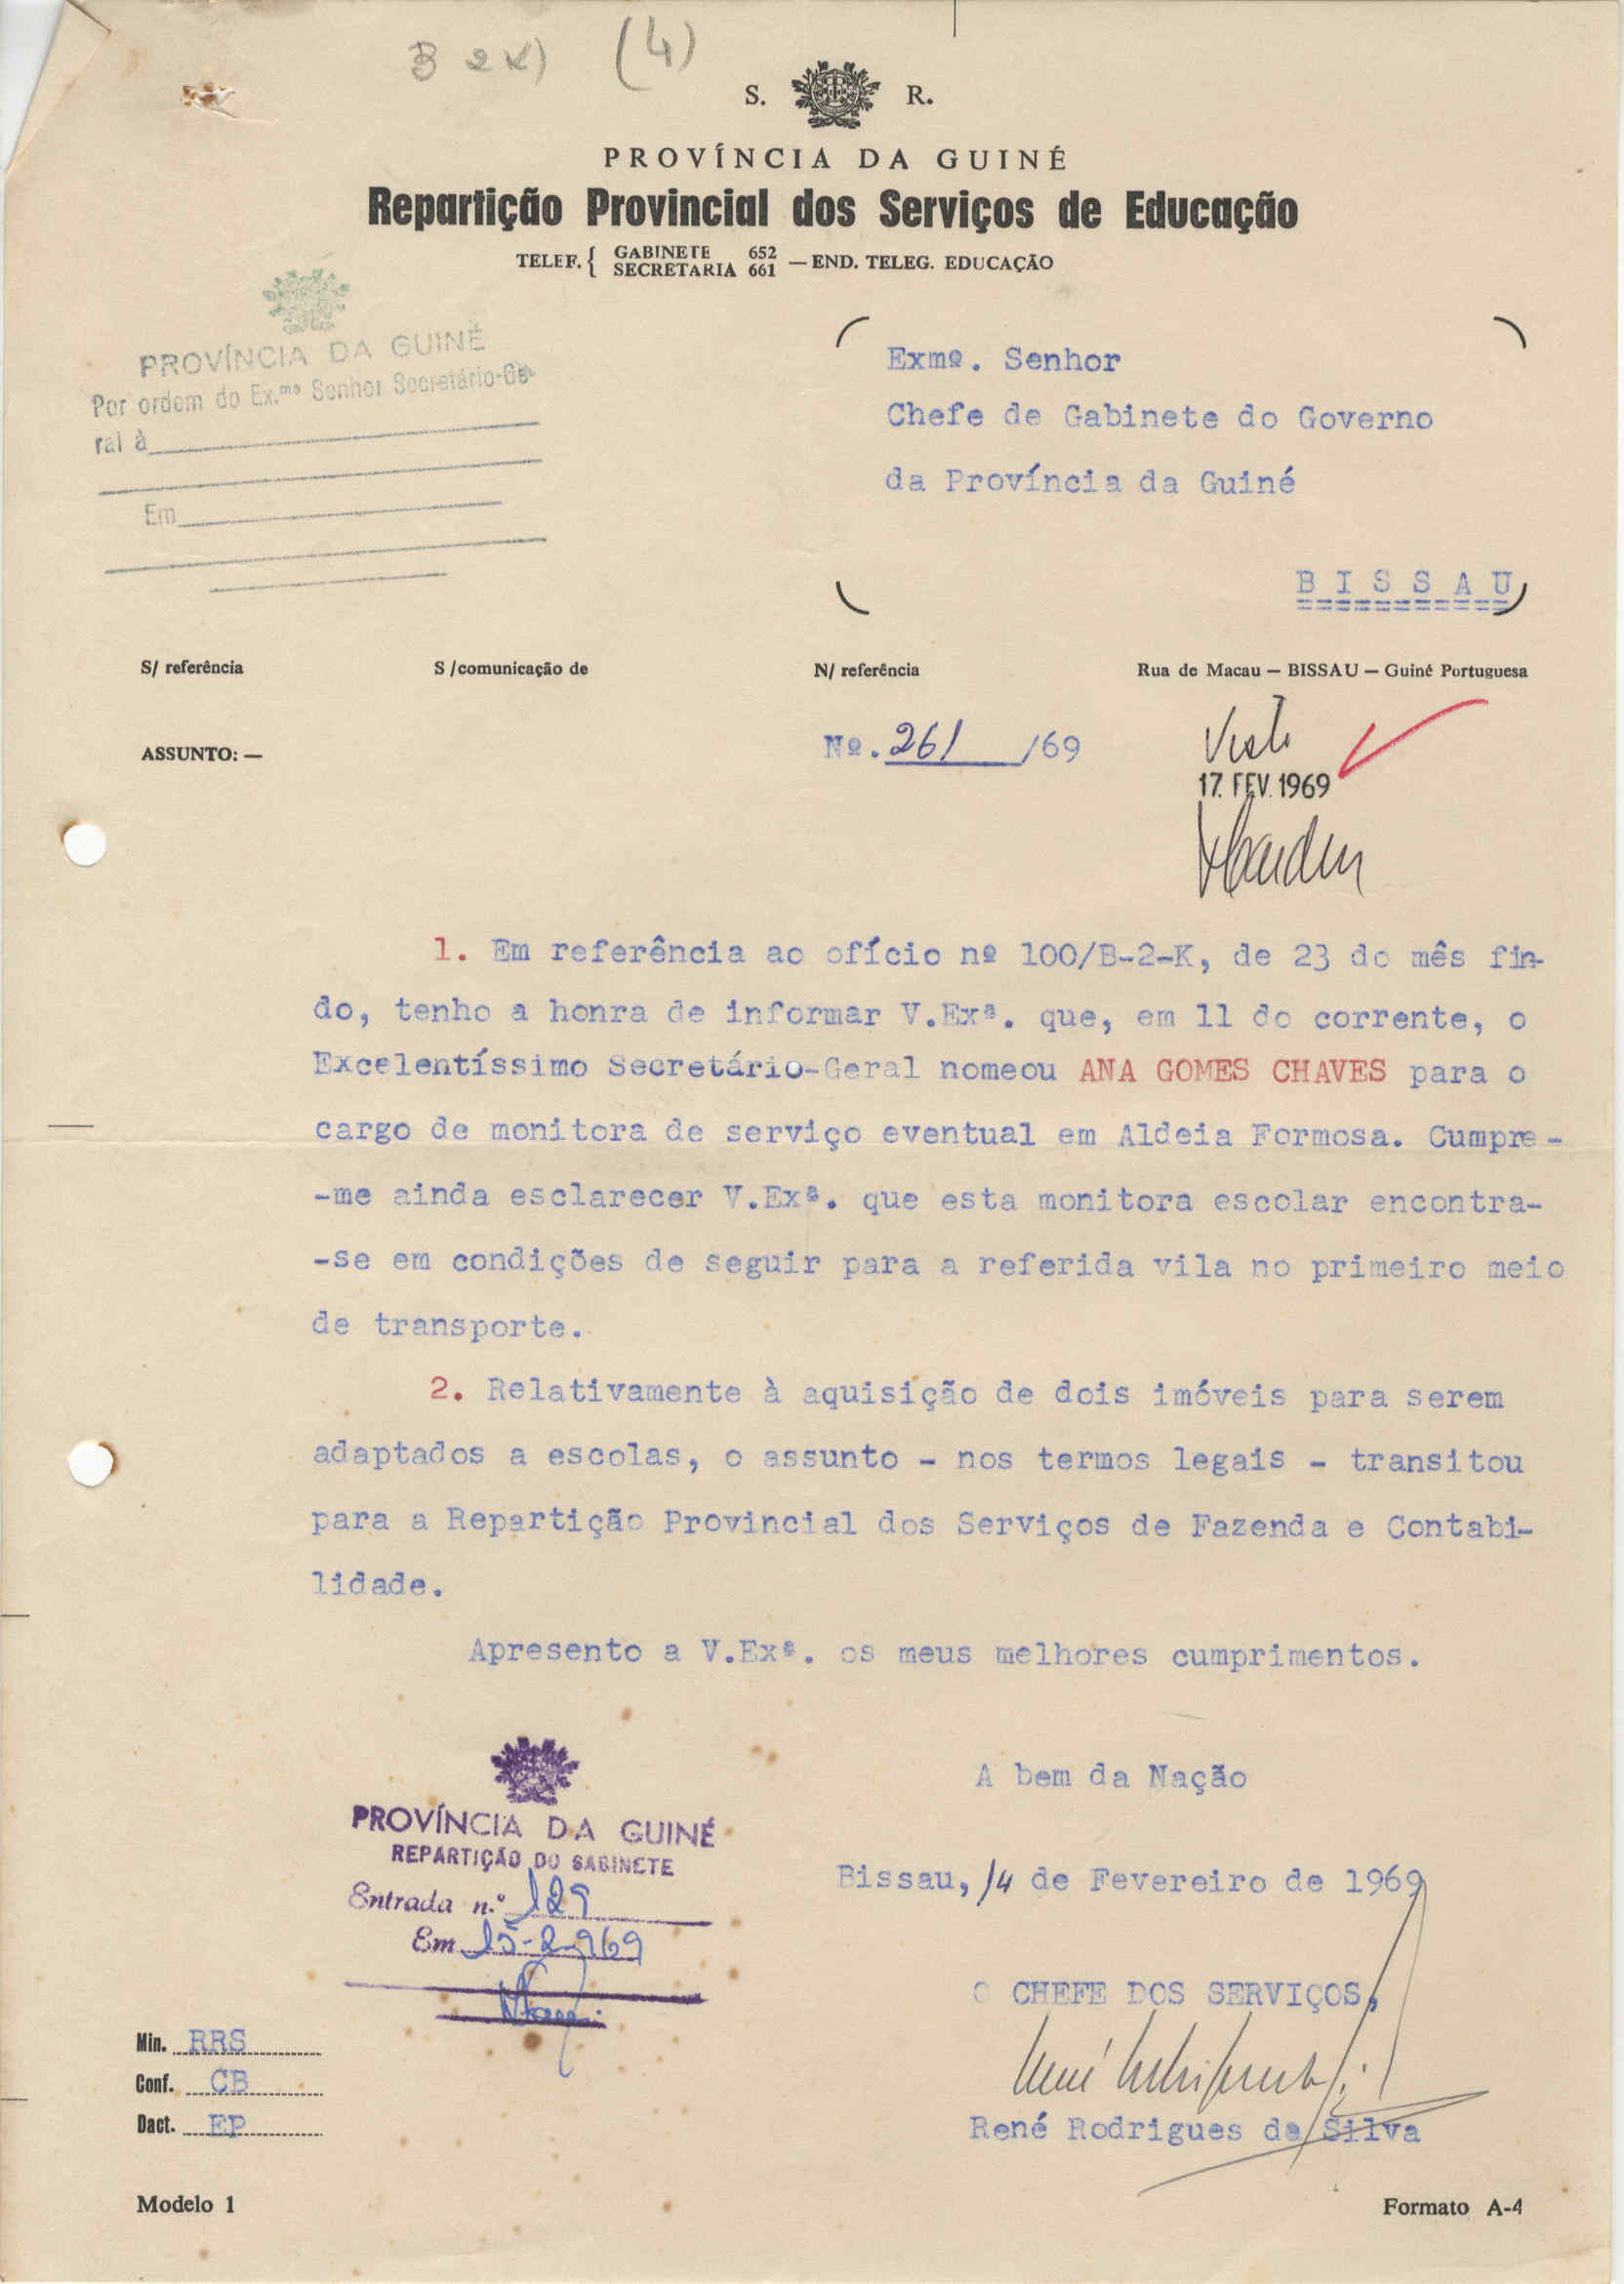 B 2 K) (4)
S. R.
PROVÍNCIA DA GUINÉ
Repartição Provincial dos Serviços de Educação
TELEF. { GABINETE 652
SECRETARIA 661 — END. TELEG. EDUCAÇÃO
PROVÍNCIA DA GUINÉ
Por ordem do Ex.mo Senhor Secretário-Ge-
ral à
Em
Exmº. Senhor
Chefe de Gabinete do Governo
da Província da Guiné
B I S S A U
S/ referência S/comunicação de N/ referência Rua de Macau — BISSAU — Guiné Portuguesa
ASSUNTO: —
Nº. 261 /69
Visto
17. FEV. 1969
1. Em referência ao ofício nº 100/B-2-K, de 23 do mês fin-
do, tenho a honra de informar V.Exª. que, em 11 do corrente, o
Excelentíssimo Secretário-Geral nomeou ANA GOMES CHAVES para o
cargo de monitora de serviço eventual em Aldeia Formosa. Cumpre-
-me ainda esclarecer V.Exª. que esta monitora escolar encontra-
-se em condições de seguir para a referida vila no primeiro meio
de transporte.
2. Relativamente à aquisição de dois imóveis para serem
adaptados a escolas, o assunto - nos termos legais - transitou
para a Repartição Provincial dos Serviços de Fazenda e Contabi-
lidade.
Apresento a V.Exª. os meus melhores cumprimentos.
A bem da Nação
PROVÍNCIA DA GUINÉ
REPARTIÇÃO DO GABINETE
Entrada n.º 129
Em 15-2-969
Bissau, 14 de Fevereiro de 1969
O CHEFE DOS SERVIÇOS,
René Rodrigues da Silva
Min. RRS
Conf. CB
Dact. EP
Modelo 1 Formato A-4